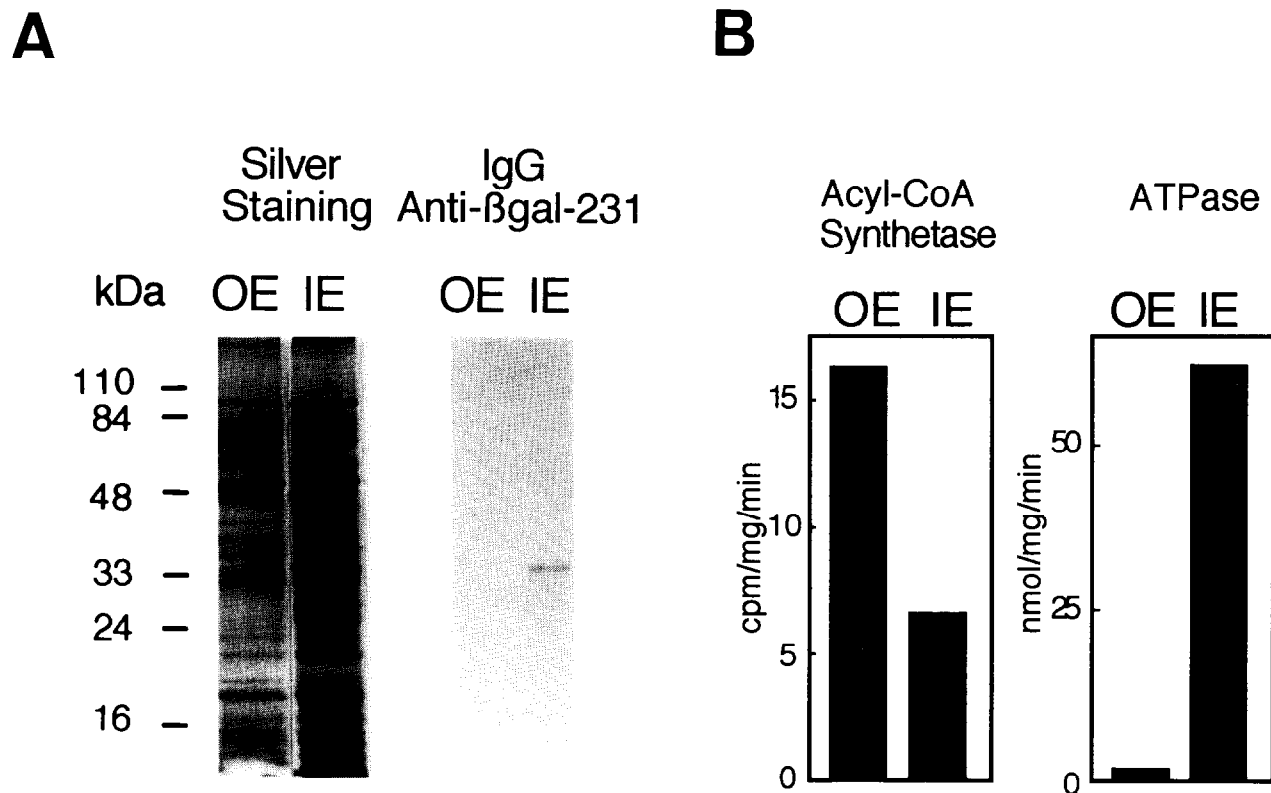 A
Silver
Staining
IgG
Anti-ßgal-231
kDa
OE IE
OE IE
110
84
48
33
24
16
B
Acyl-CoA
Synthetase
OE IE
cpm/mg/min
15
10
5
0
ATPase
OE IE
nmol/mg/min
50
25
0